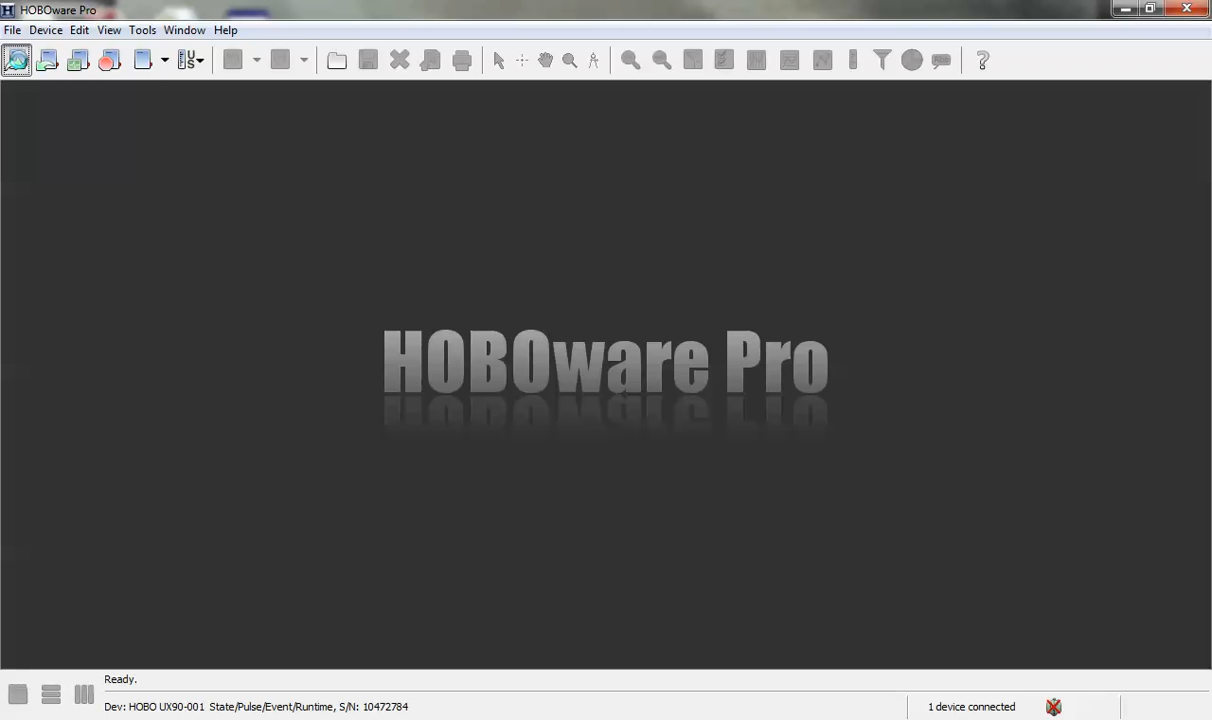 HOBOware Pro
File Device Edit View Tools Window Help
HOBOware Pro
Ready.
Dev: HOBO UX90-001 State/Pulse/Event/Runtime, S/N: 10472784
1 device connected